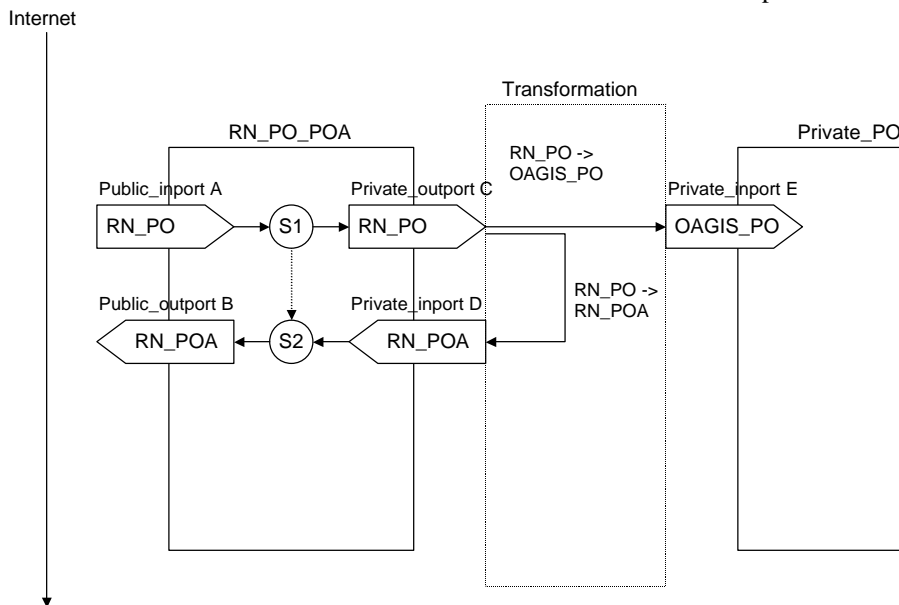 Internet
Transformation
RN_PO_POA
Private_PO
RN_PO ->
OAGIS_PO
Public_inport A
Private_outport C
Private_inport E
RN_PO
S1
RN_PO
OAGIS_PO
RN_PO ->
RN_POA
Public_outport B
Private_inport D
RN_POA
S2
RN_POA